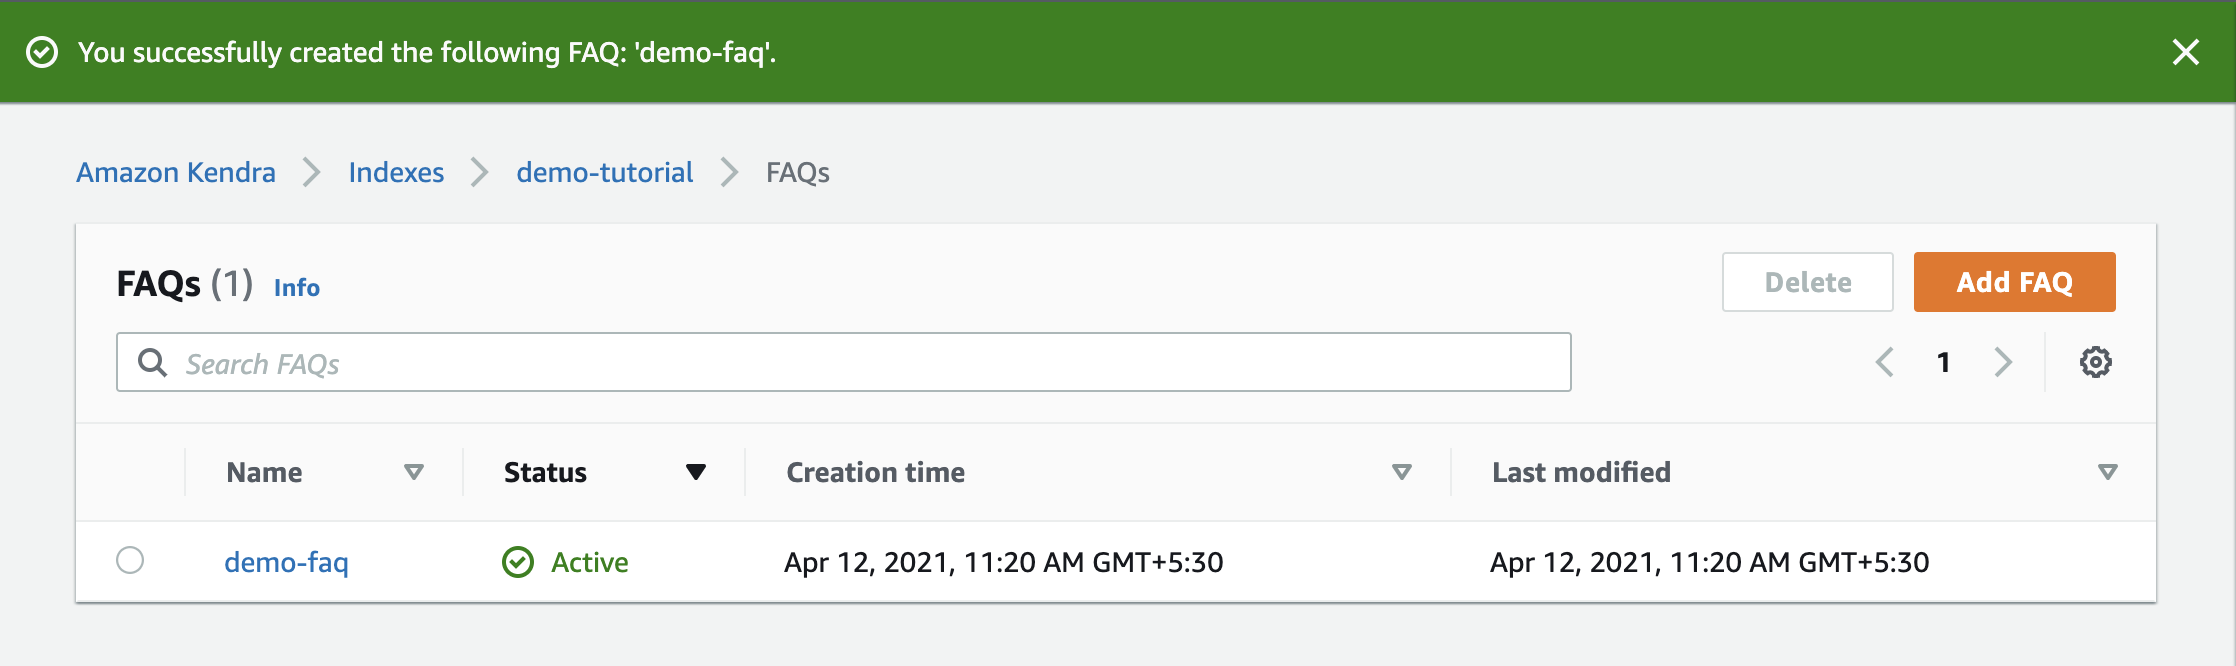 You successfully created the following FAQ: 'demo-faq'.
Amazon Kendra Indexes demo-tutorial FAQs
FAQs (1) Info Delete Add FAQ
Search FAQs 1
Name Status Creation time Last modified
demo-faq Active Apr 12, 2021, 11:20 AM GMT+5:30 Apr 12, 2021, 11:20 AM GMT+5:30